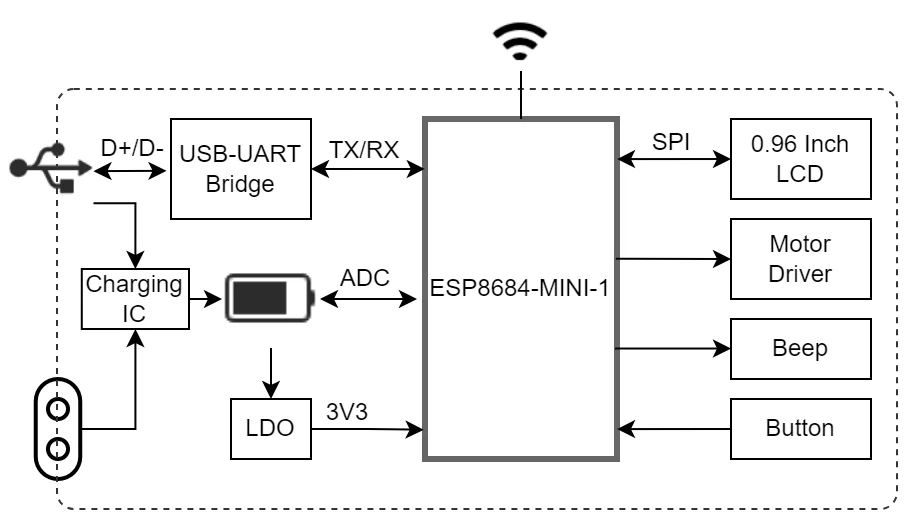 D+/D-
USB-UART
Bridge
TX/RX
SPI
0.96 Inch
LCD
Motor
Driver
Charging
IC
ADC
ESP8684-MINI-1
Beep
LDO
3V3
Button